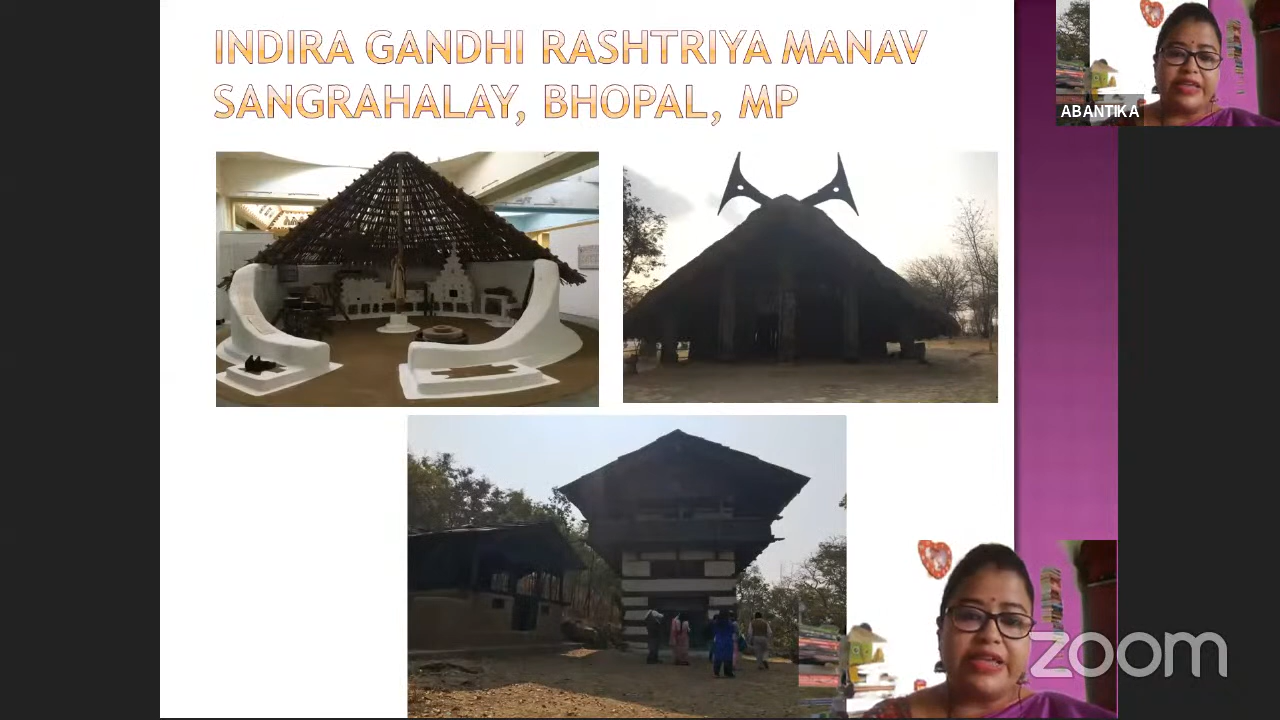 INDIRA GANDHI RASHTRIYA MANAV
SANGRAHALAY, BHOPAL, MP
ABANTIKA
zoom